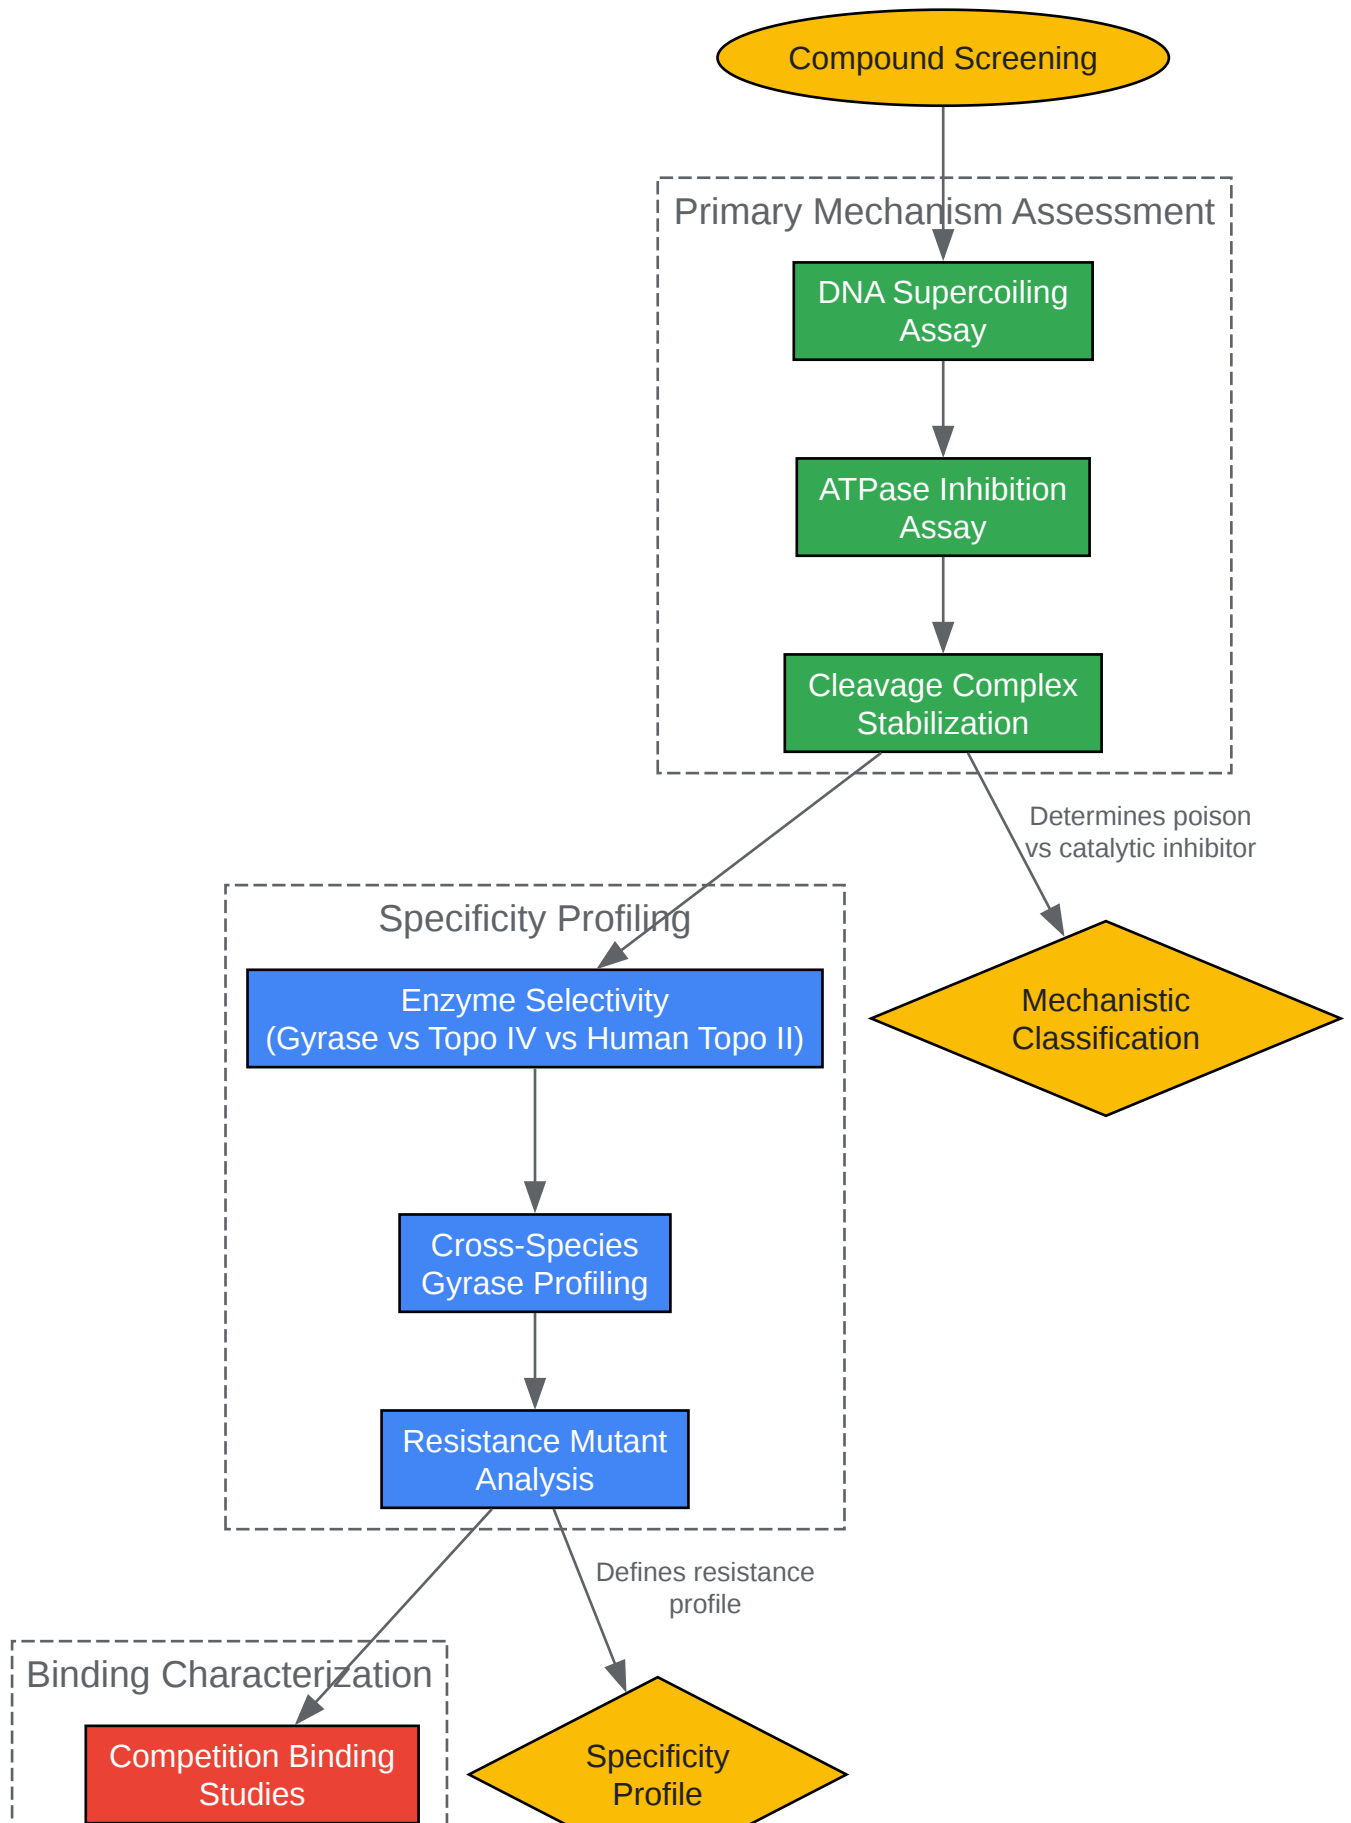 Compound Screening
Primary Mechanism Assessment
DNA Supercoiling
Assay
ATPase Inhibition
Assay
Cleavage Complex
Stabilization
Determines poison
vs catalytic inhibitor
Specificity Profiling
Enzyme Selectivity
(Gyrase vs Topo IV vs Human Topo II)
Mechanistic
Classification
Cross-Species
Gyrase Profiling
Resistance Mutant
Analysis
Defines resistance
profile
Binding Characterization
Competition Binding
Studies
Specificity
Profile